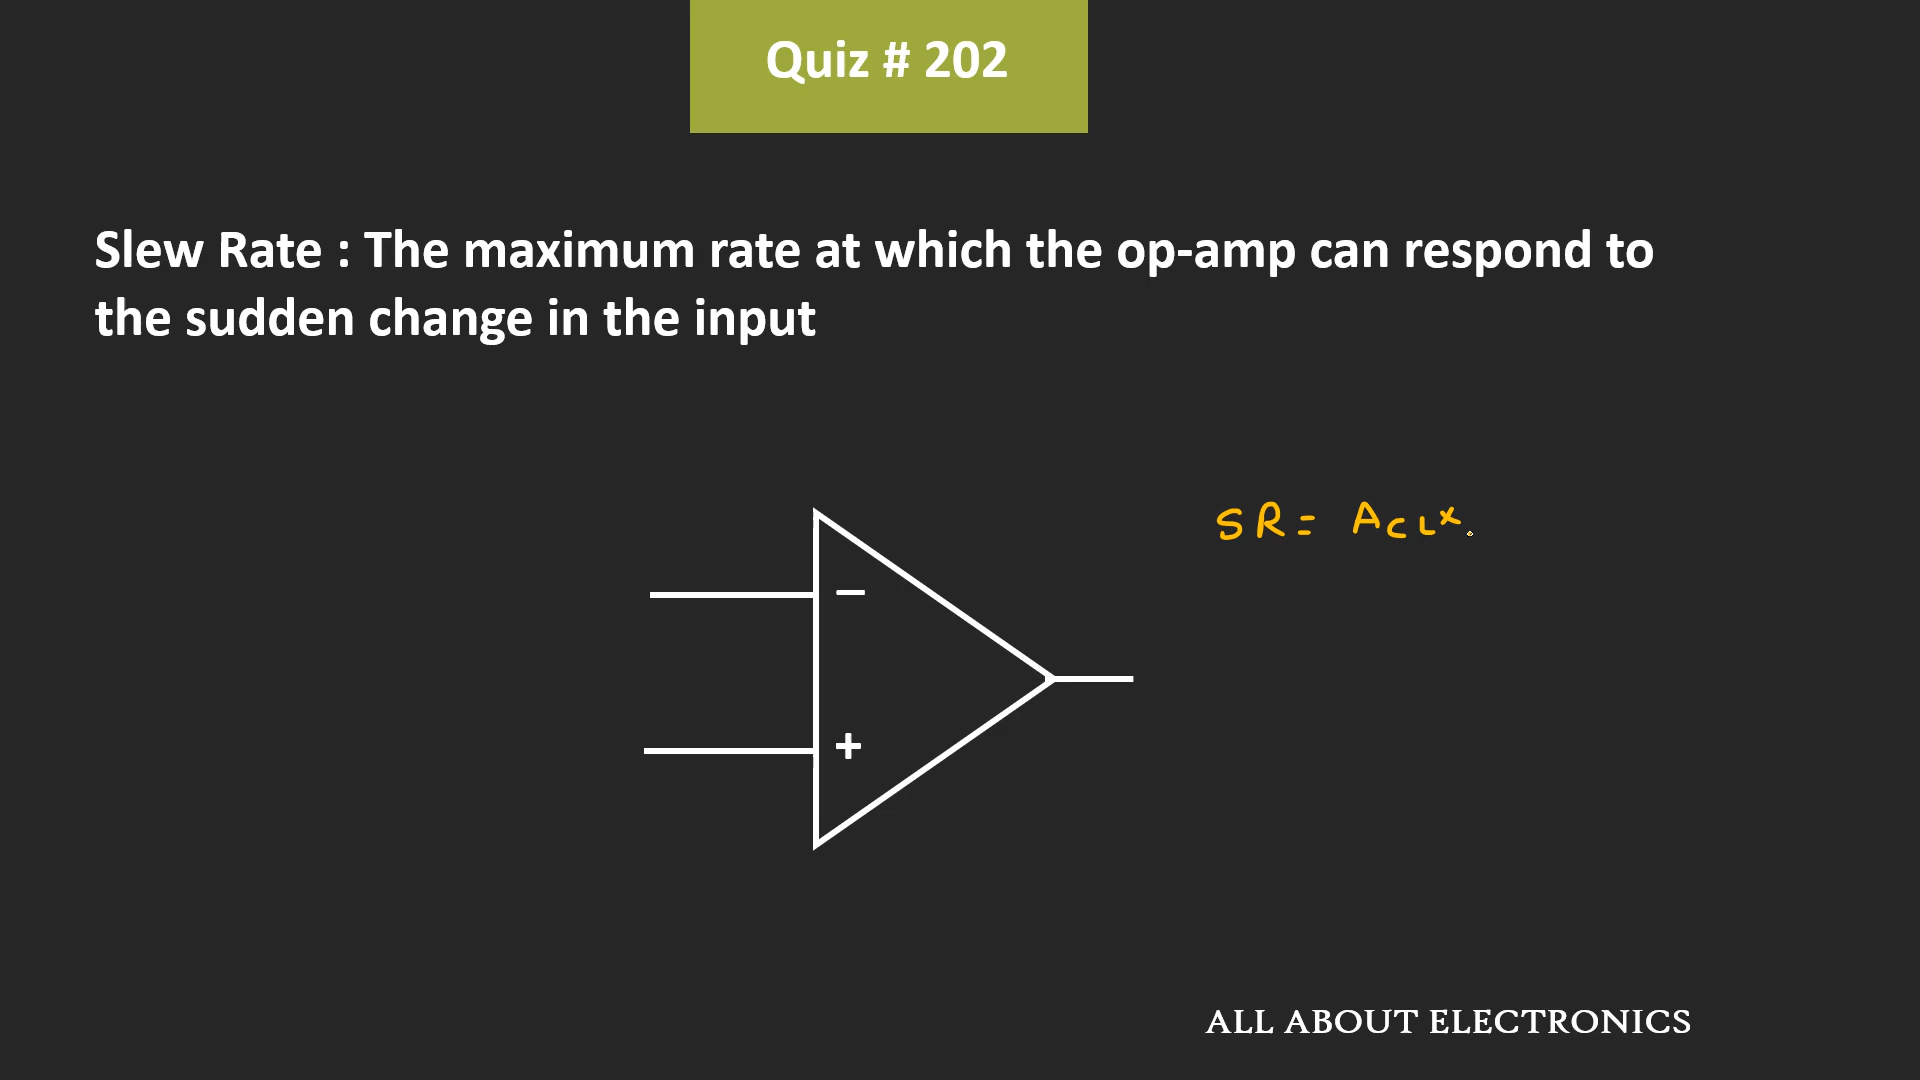 Quiz # 202
Slew Rate : The maximum rate at which the op-amp can respond to
the sudden change in the input
SR = ACL×
−
+
ALL ABOUT ELECTRONICS